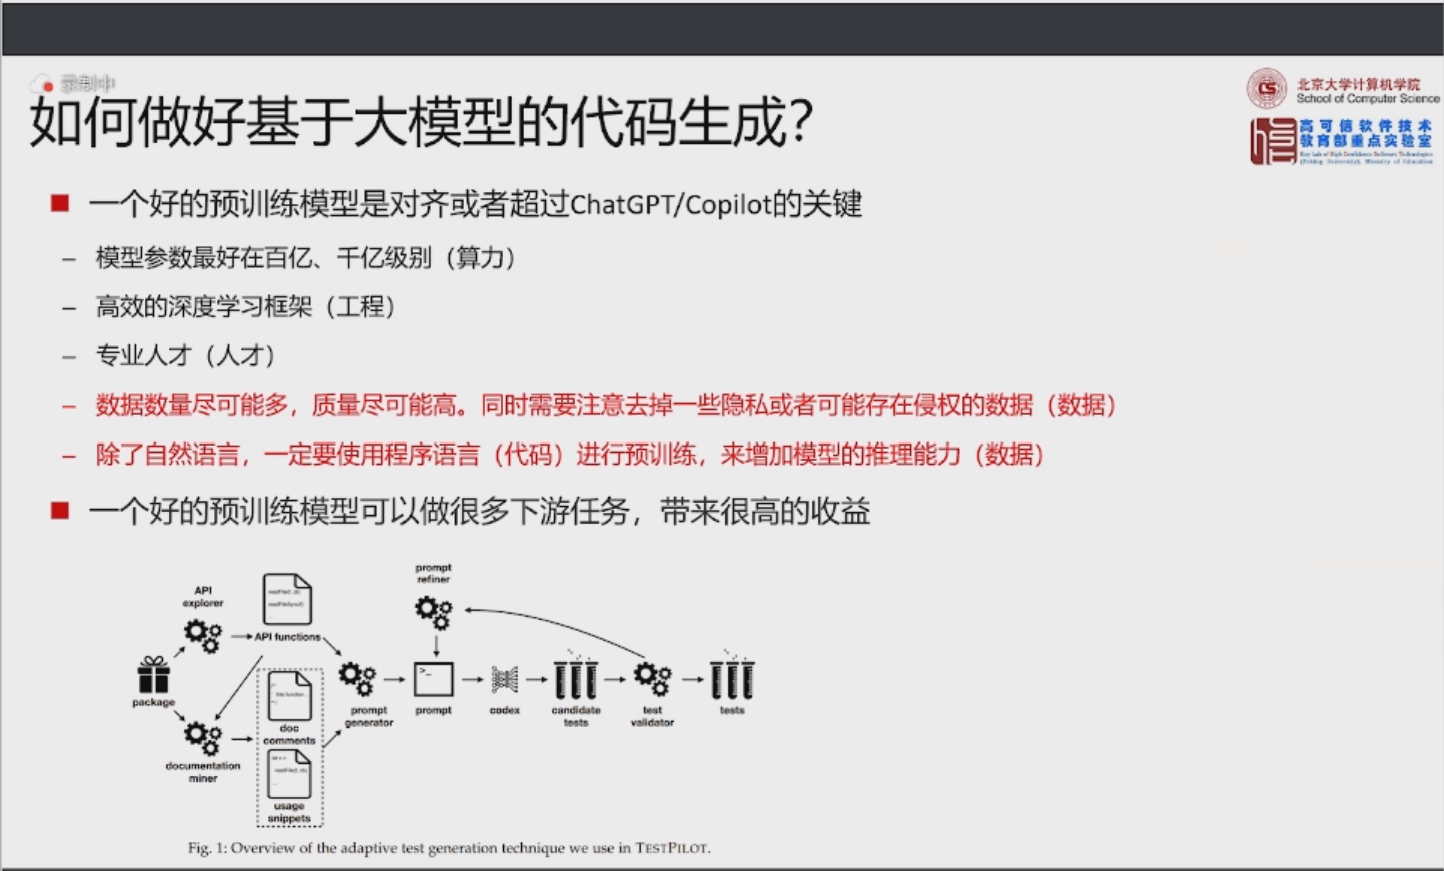 录制中
如何做好基于大模型的代码生成？
北京大学计算机学院
School of Computer Science
高可信软件技术
教育部重点实验室
Key Lab of High Confidence Software Technologies
(Peking University), Ministry of Education
一个好的预训练模型是对齐或者超过ChatGPT/Copilot的关键
– 模型参数最好在百亿、千亿级别（算力）
– 高效的深度学习框架（工程）
– 专业人才（人才）
– 数据数量尽可能多，质量尽可能高。同时需要注意去掉一些隐私或者可能存在侵权的数据（数据）
– 除了自然语言，一定要使用程序语言（代码）进行预训练，来增加模型的推理能力（数据）
一个好的预训练模型可以做很多下游任务，带来很高的收益
API
explorer
API functions
package
documentation
miner
doc
comments
usage
snippets
prompt
generator
prompt
refiner
>_
prompt
codex
candidate
tests
test
validator
tests
Fig. 1: Overview of the adaptive test generation technique we use in TESTPILOT.